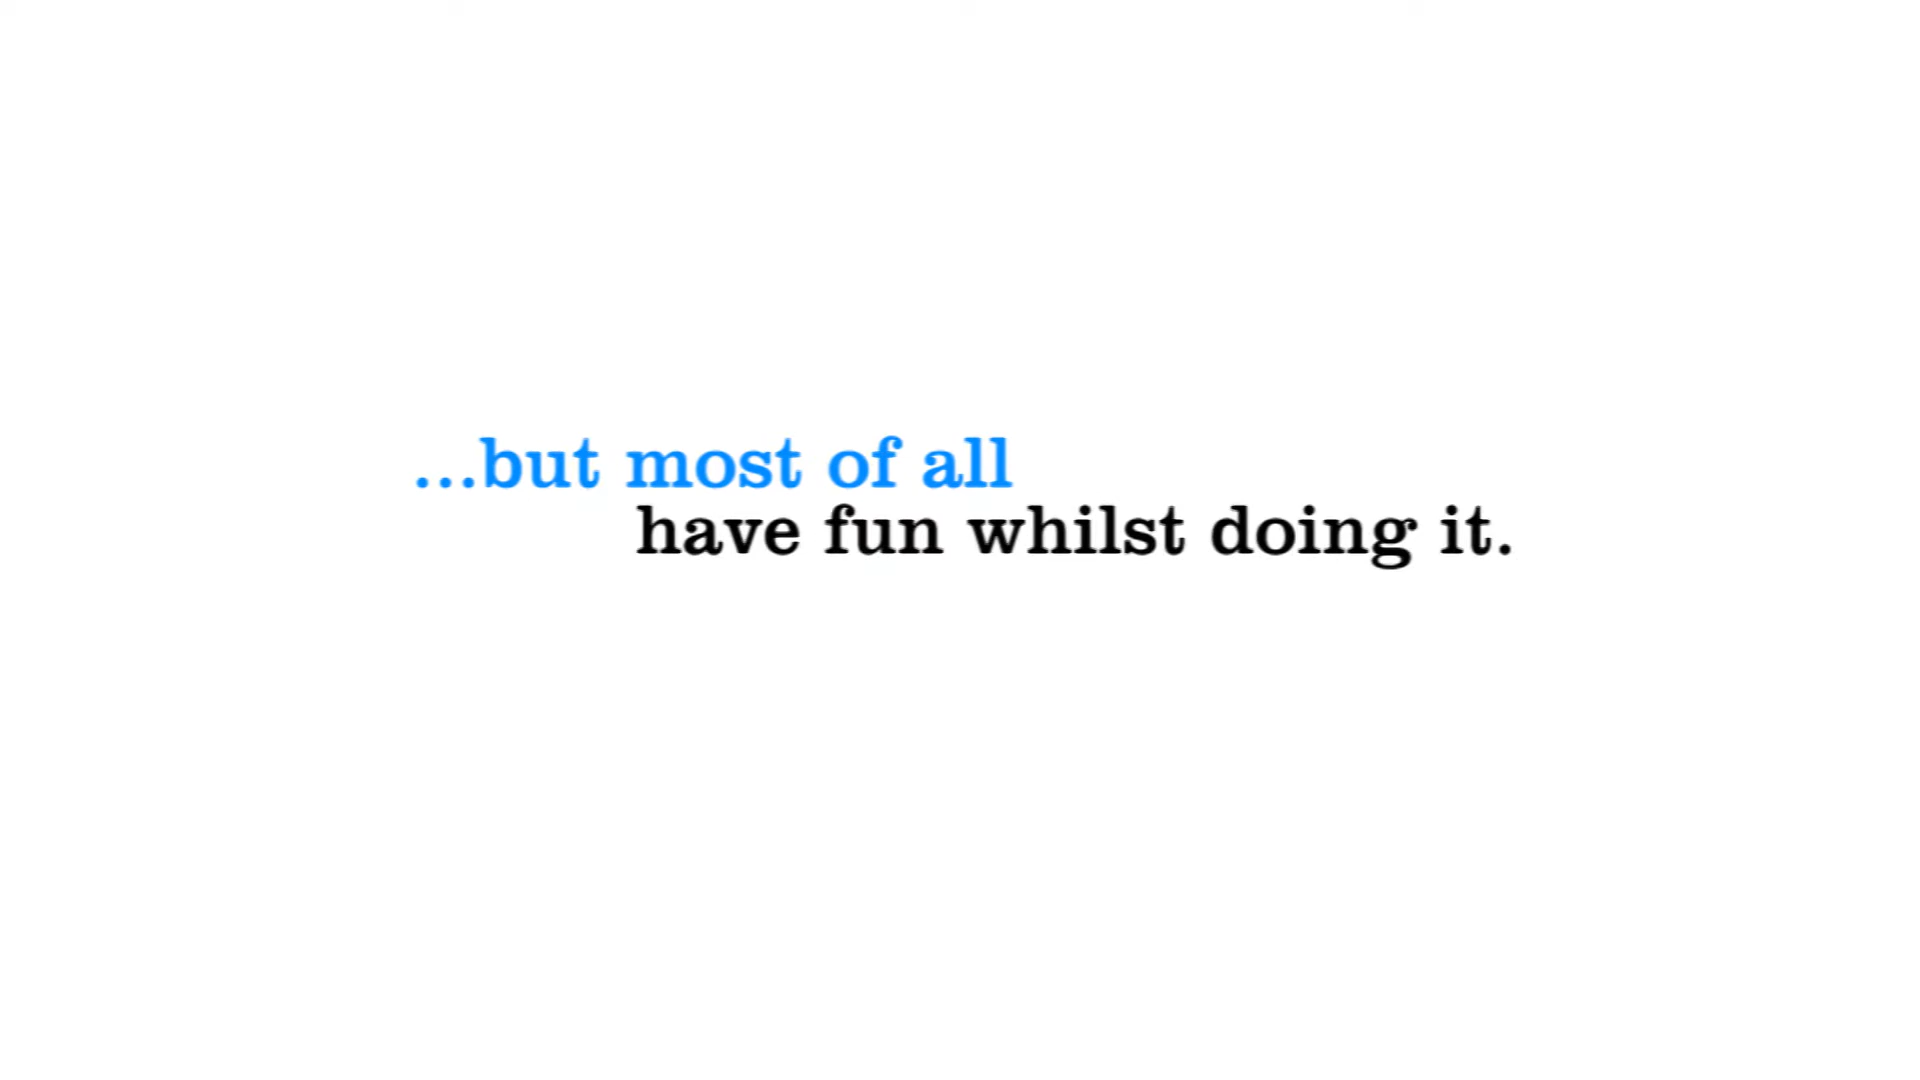 ...but most of all
have fun whilst doing it.